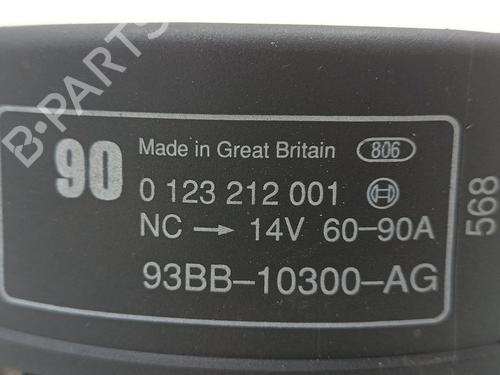 B-PARTS
90
Made in Great Britain 806
0 123 212 001
NC → 14V 60-90A
93BB-10300-AG
568